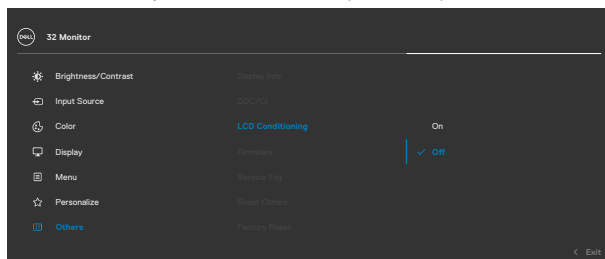 DELL
32 Monitor
Brightness/Contrast
Display Info
Input Source
DDC/CI
Color
LCD Conditioning
On
Display
Firmware
Off
Menu
Service Tag
Personalize
Reset Others
Others
Factory Reset
Exit